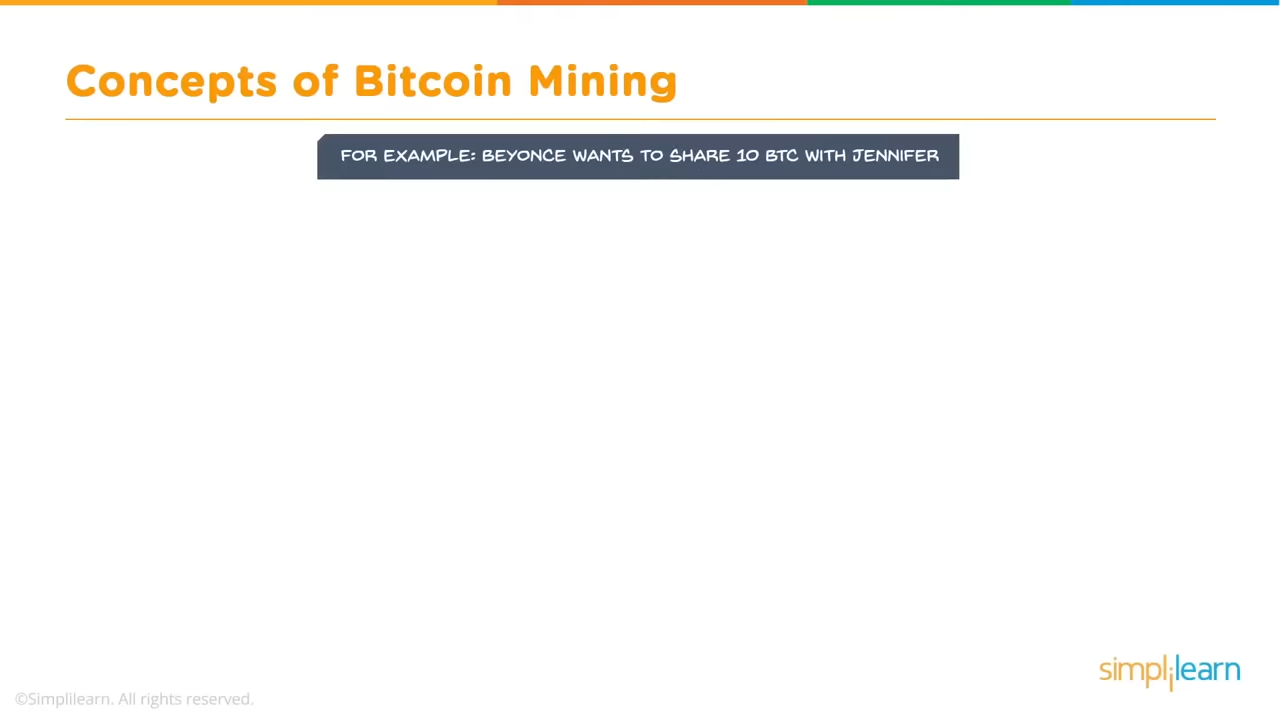 Concepts of Bitcoin Mining
FOR EXAMPLE: BEYONCE WANTS TO SHARE 10 BTC WITH JENNIFER
simplilearn
©Simplilearn. All rights reserved.